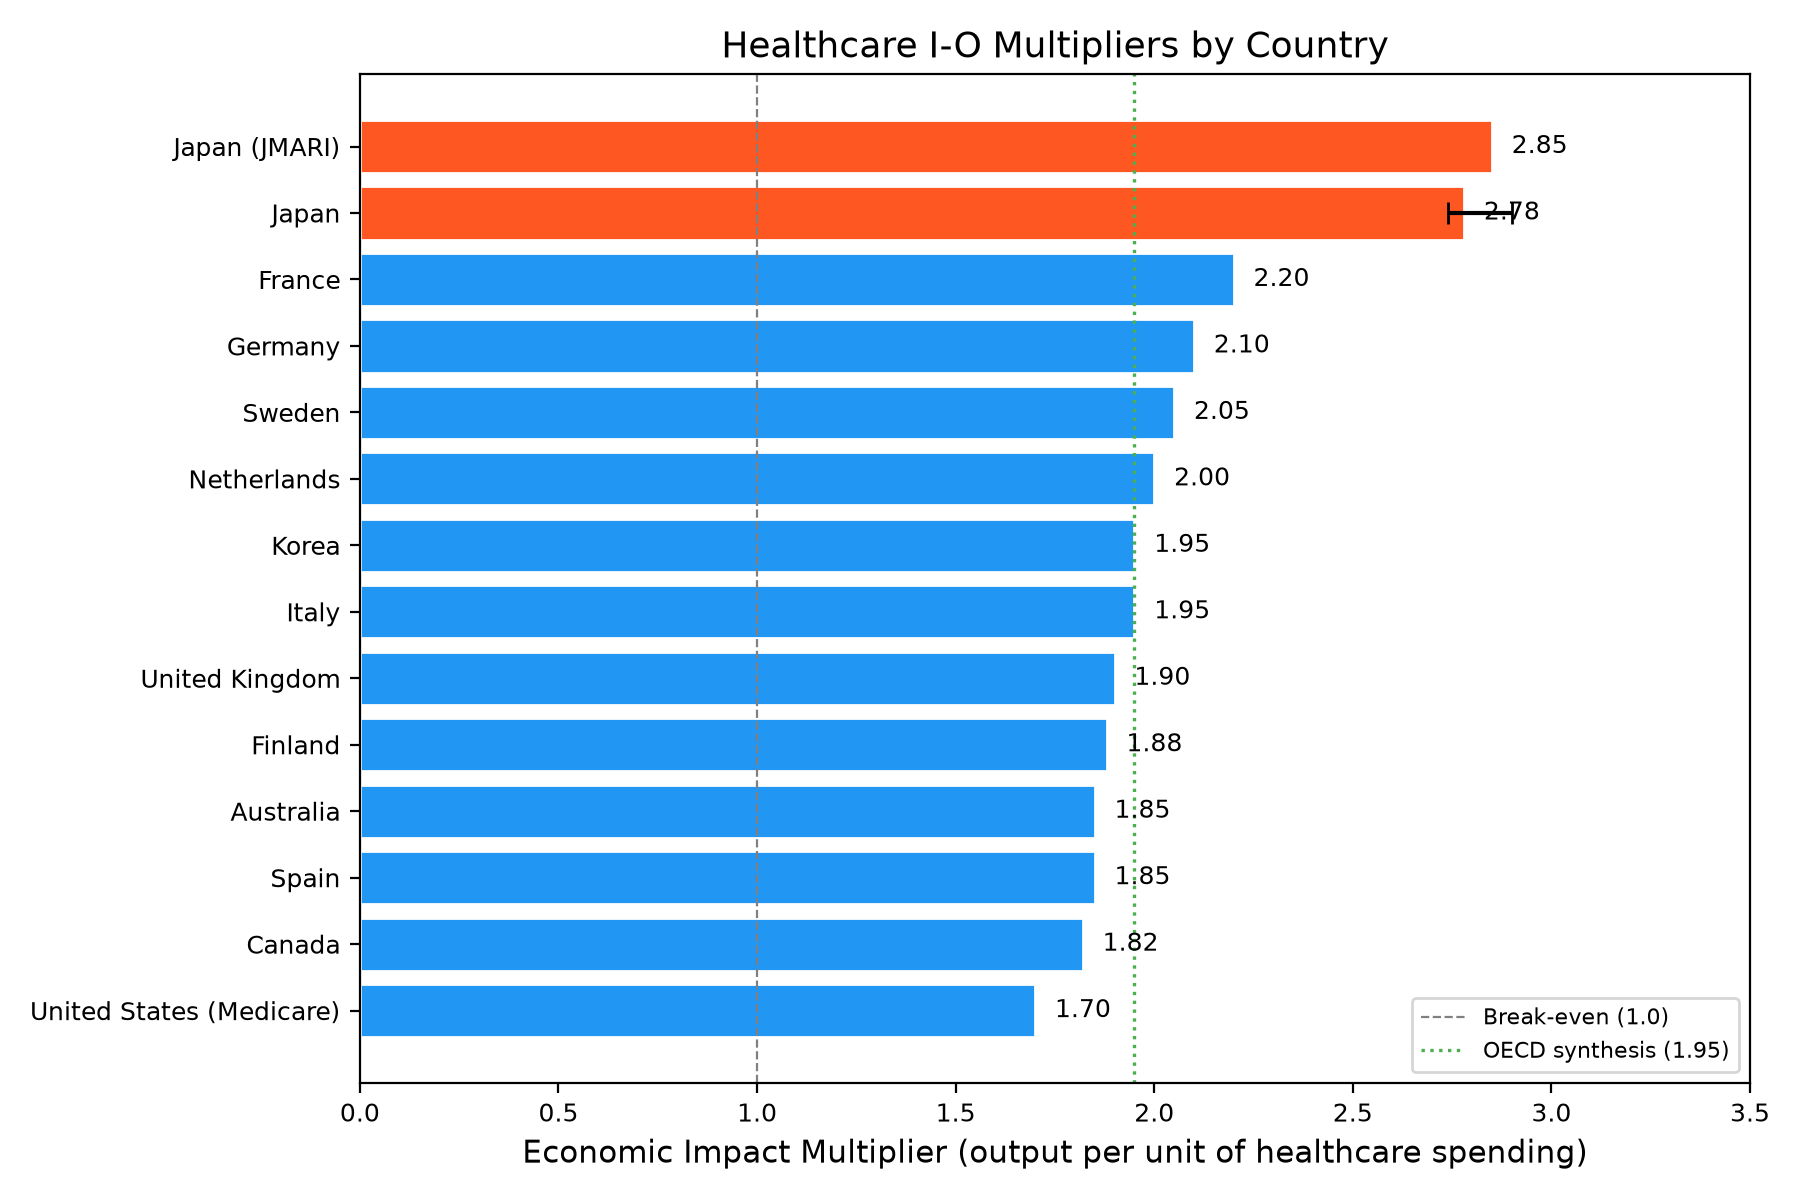 Healthcare I-O Multipliers by Country
Japan (JMARI) 2.85
Japan 2.78
France 2.20
Germany 2.10
Sweden 2.05
Netherlands 2.00
Korea 1.95
Italy 1.95
United Kingdom 1.90
Finland 1.88
Australia 1.85
Spain 1.85
Canada 1.82
United States (Medicare) 1.70
Break-even (1.0)
OECD synthesis (1.95)
0.0 0.5 1.0 1.5 2.0 2.5 3.0 3.5
Economic Impact Multiplier (output per unit of healthcare spending)